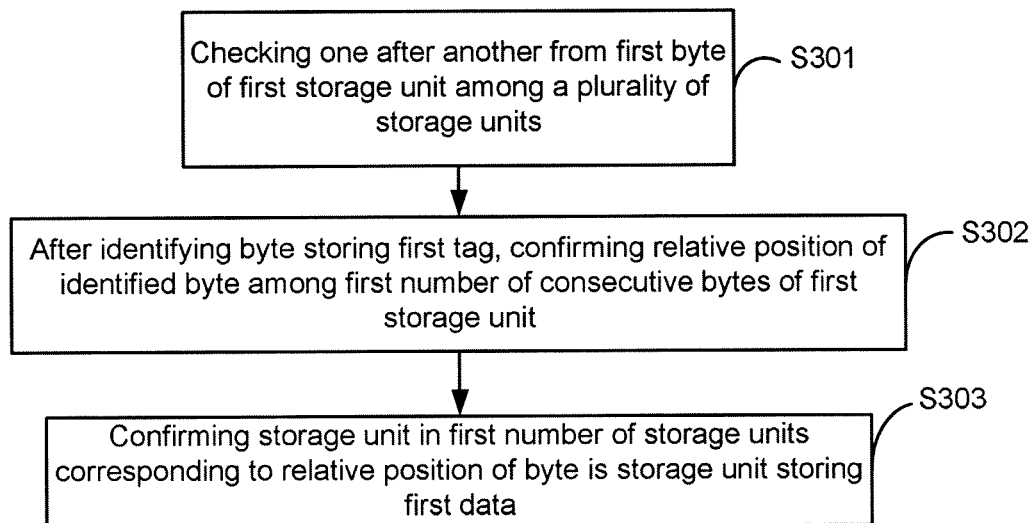 Checking one after another from first byte
of first storage unit among a plurality of
storage units
S301
After identifying byte storing first tag, confirming relative position of
identified byte among first number of consecutive bytes of first
storage unit
S302
Confirming storage unit in first number of storage units
corresponding to relative position of byte is storage unit storing
first data
S303